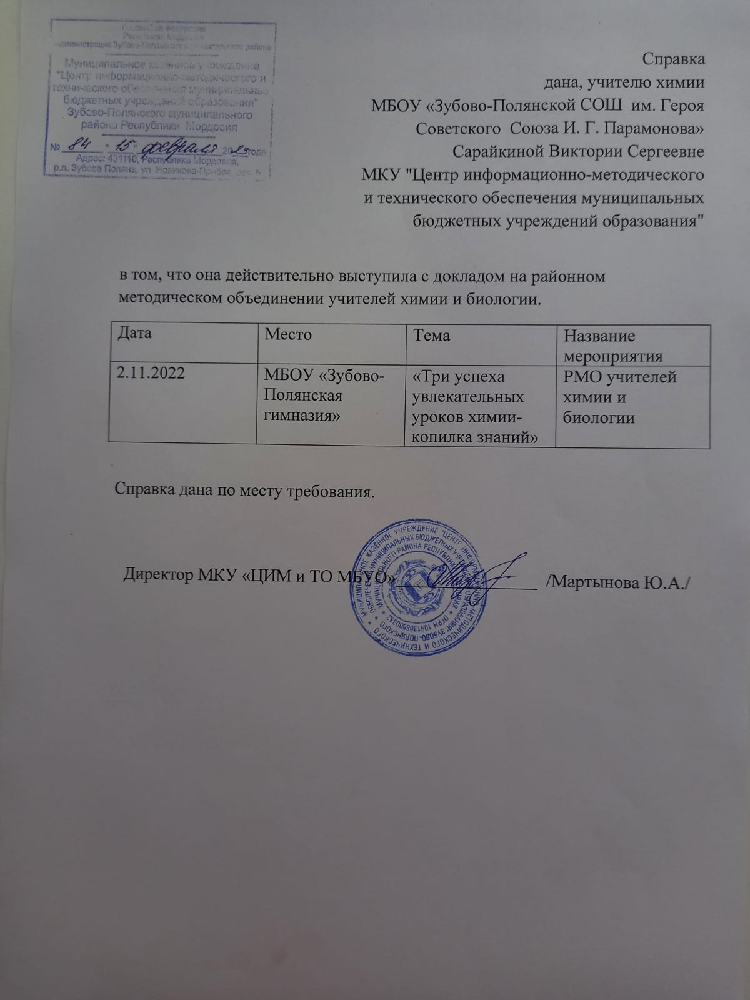 Российская Федерация
Республика Мордовия
Администрация Зубово-Полянского муниципального района
Муниципальное казённое учреждение
"Центр информационно-методического и
технического обеспечения муниципальных
бюджетных учреждений образования"
Зубово-Полянского муниципального
района Республики Мордовия
№ 84 "15" февраля 2023 года
Адрес: 431110, Республика Мордовия,
р.п. Зубова Поляна, ул. Новикова-Прибоя
Справка
дана, учителю химии
МБОУ «Зубово-Полянской СОШ им. Героя
Советского Союза И. Г. Парамонова»
Сарайкиной Виктории Сергеевне
МКУ "Центр информационно-методического
и технического обеспечения муниципальных
бюджетных учреждений образования"
в том, что она действительно выступила с докладом на районном
методическом объединении учителей химии и биологии.
Дата
Место
Тема
Название
мероприятия
2.11.2022
МБОУ «Зубово-
Полянская
гимназия»
«Три успеха
увлекательных
уроков химии-
копилка знаний»
РМО учителей
химии и
биологии
Справка дана по месту требования.
Директор МКУ «ЦИМ и ТО МБУО» /Мартынова Ю.А./
МУНИЦИПАЛЬНОЕ КАЗЁННОЕ УЧРЕЖДЕНИЕ "ЦЕНТР ИНФОРМАЦИОННО-МЕТОДИЧЕСКОГО И ТЕХНИЧЕСКОГО
ОБЕСПЕЧЕНИЯ МУНИЦИПАЛЬНЫХ БЮДЖЕТНЫХ УЧРЕЖДЕНИЙ ОБРАЗОВАНИЯ" ЗУБОВО-ПОЛЯНСКОГО
МУНИЦИПАЛЬНОГО РАЙОНА РЕСПУБЛИКИ МОРДОВИЯ * ОГРН 1091308000332